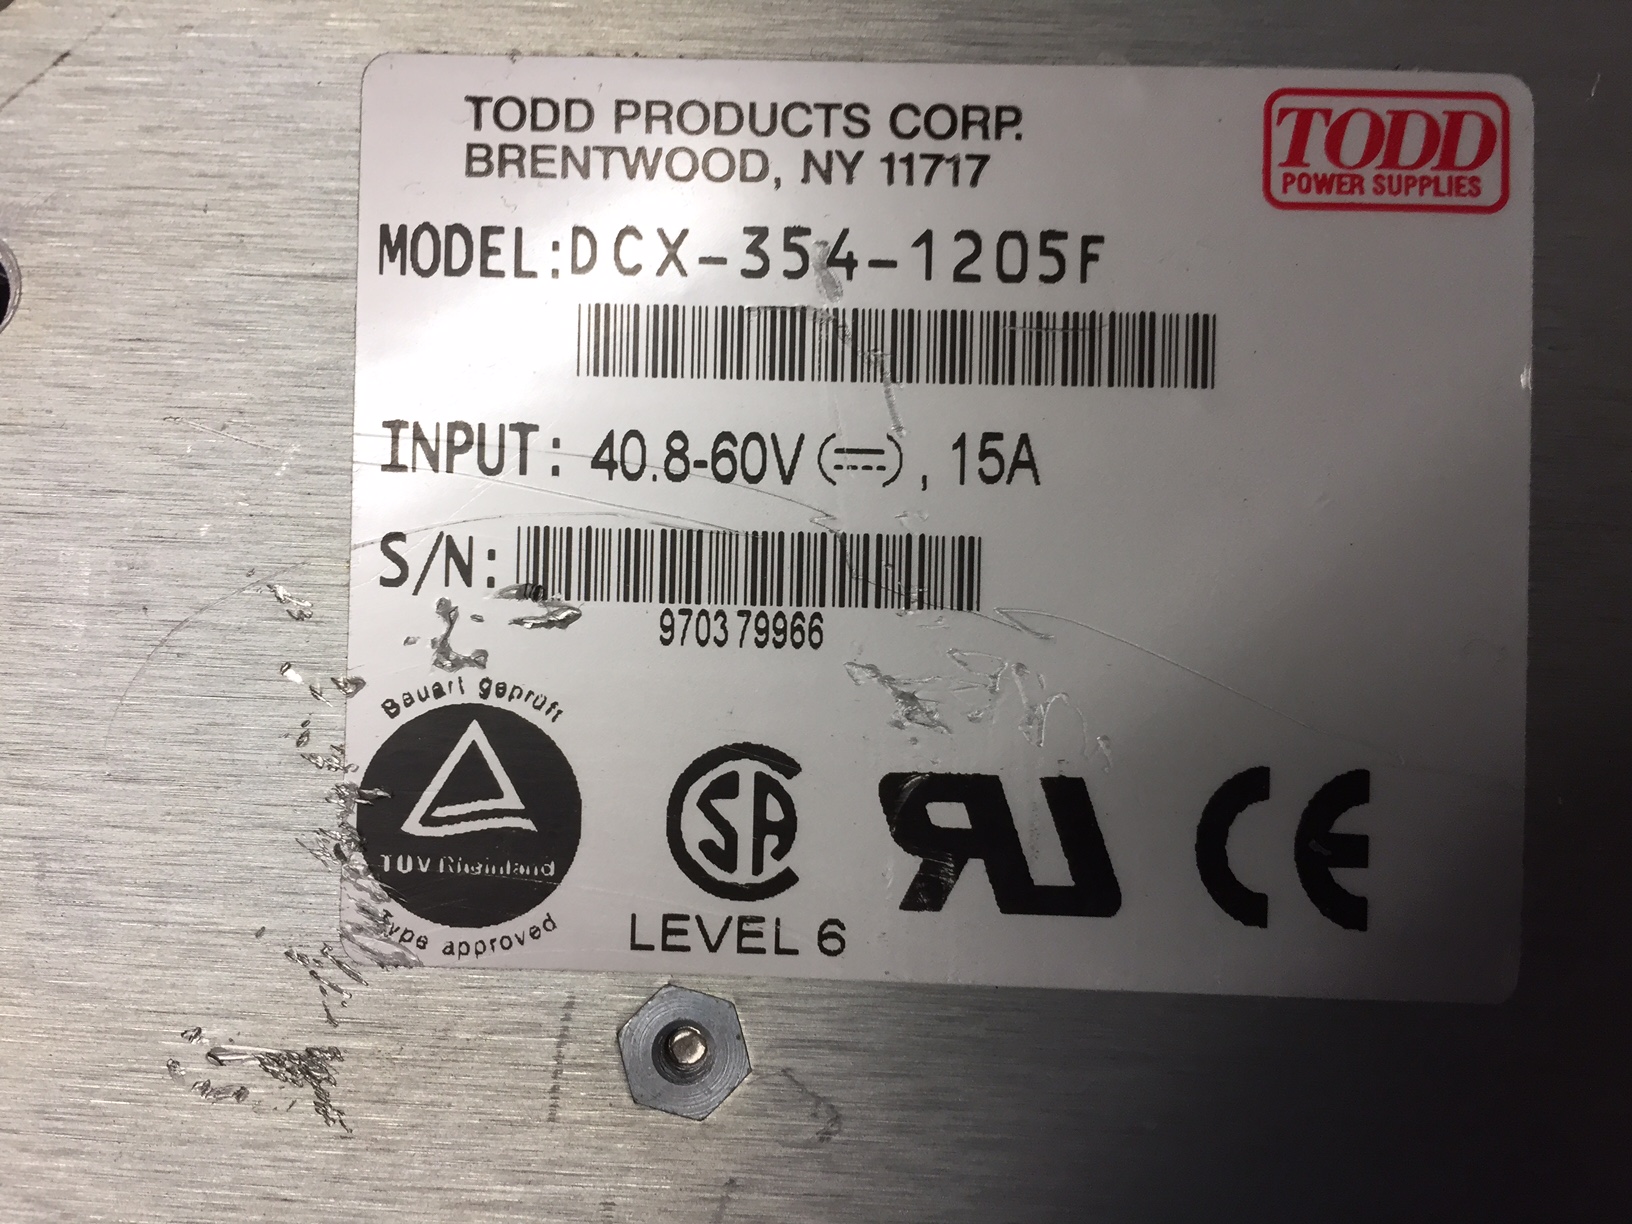 TODD PRODUCTS CORP.
BRENTWOOD, NY 11717
TODD
POWER SUPPLIES
MODEL:DCX-354-1205F
INPUT: 40.8-60V(⎓), 15A
S/N:
970379966
Bauart geprüft
TÜV Rheinland
type approved
SA
LEVEL 6
RU
CE